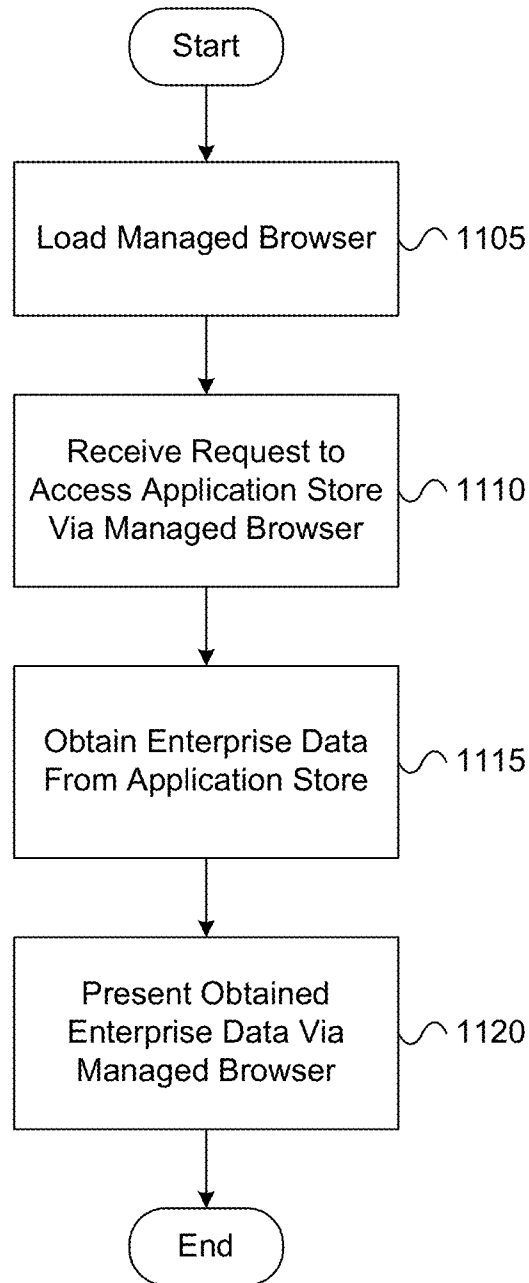 Start
Load Managed Browser
1105
Receive Request to
Access Application Store
Via Managed Browser
1110
Obtain Enterprise Data
From Application Store
1115
Present Obtained
Enterprise Data Via
Managed Browser
1120
End